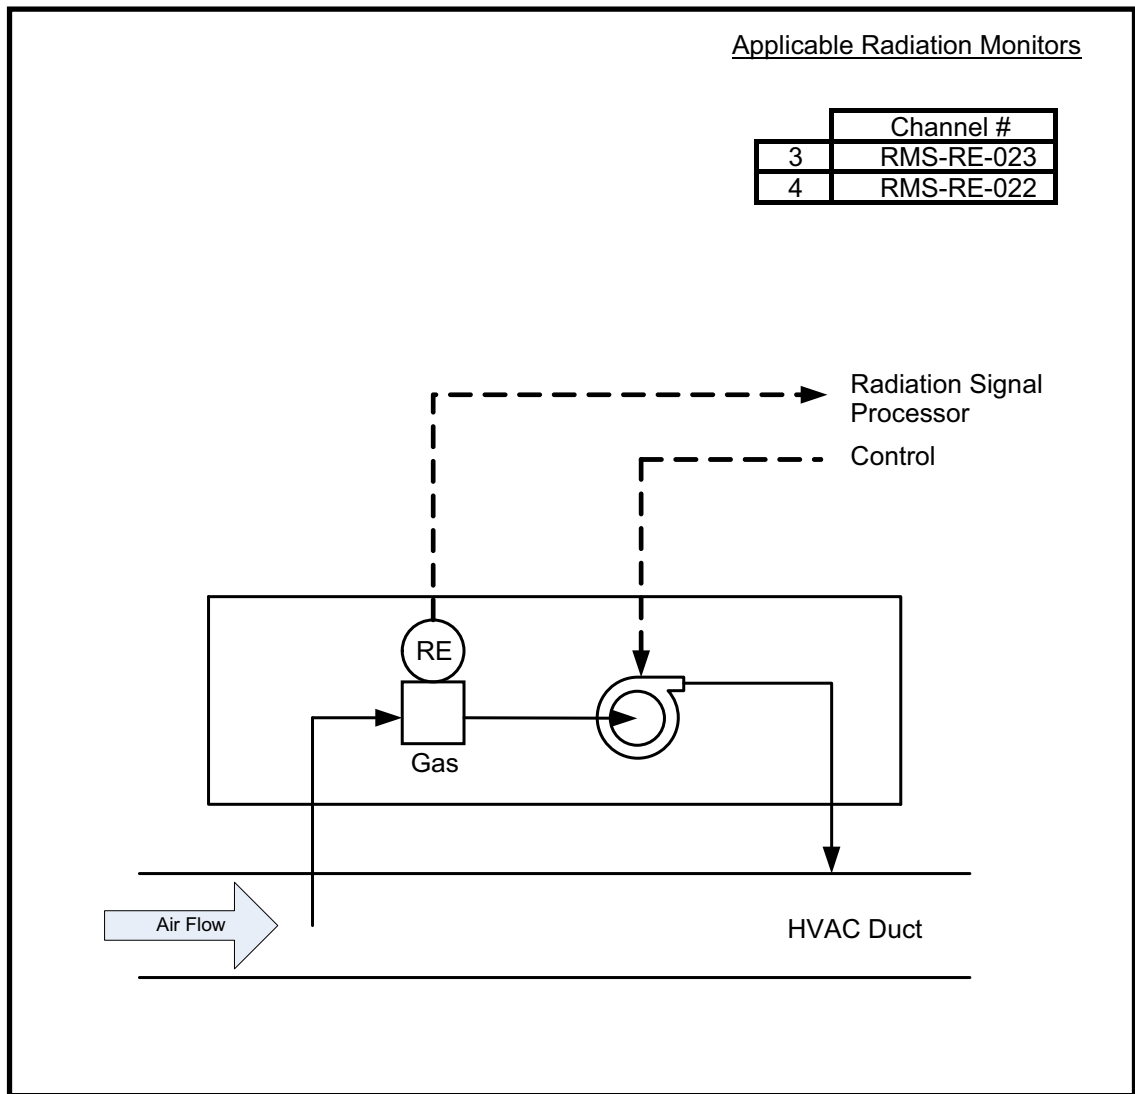 Applicable Radiation Monitors
Channel #
3 RMS-RE-023
4 RMS-RE-022
Radiation Signal
Processor
Control
RE
Gas
Air Flow
HVAC Duct